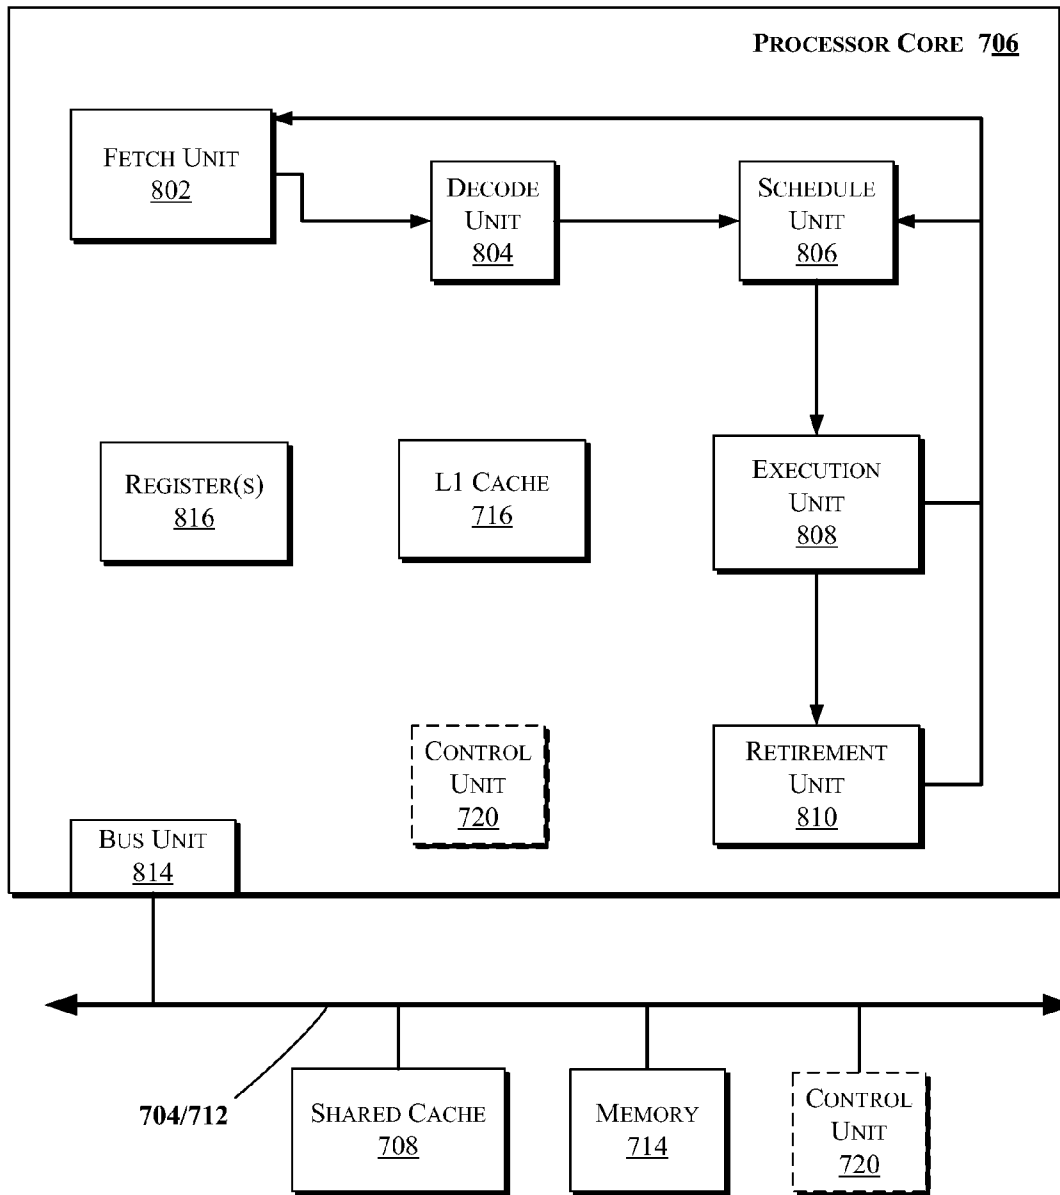 PROCESSOR CORE 706
FETCH UNIT
802
DECODE
UNIT
804
SCHEDULE
UNIT
806
REGISTER(S)
816
L1 CACHE
716
EXECUTION
UNIT
808
CONTROL
UNIT
720
RETIREMENT
UNIT
810
BUS UNIT
814
704/712
SHARED CACHE
708
MEMORY
714
CONTROL
UNIT
720